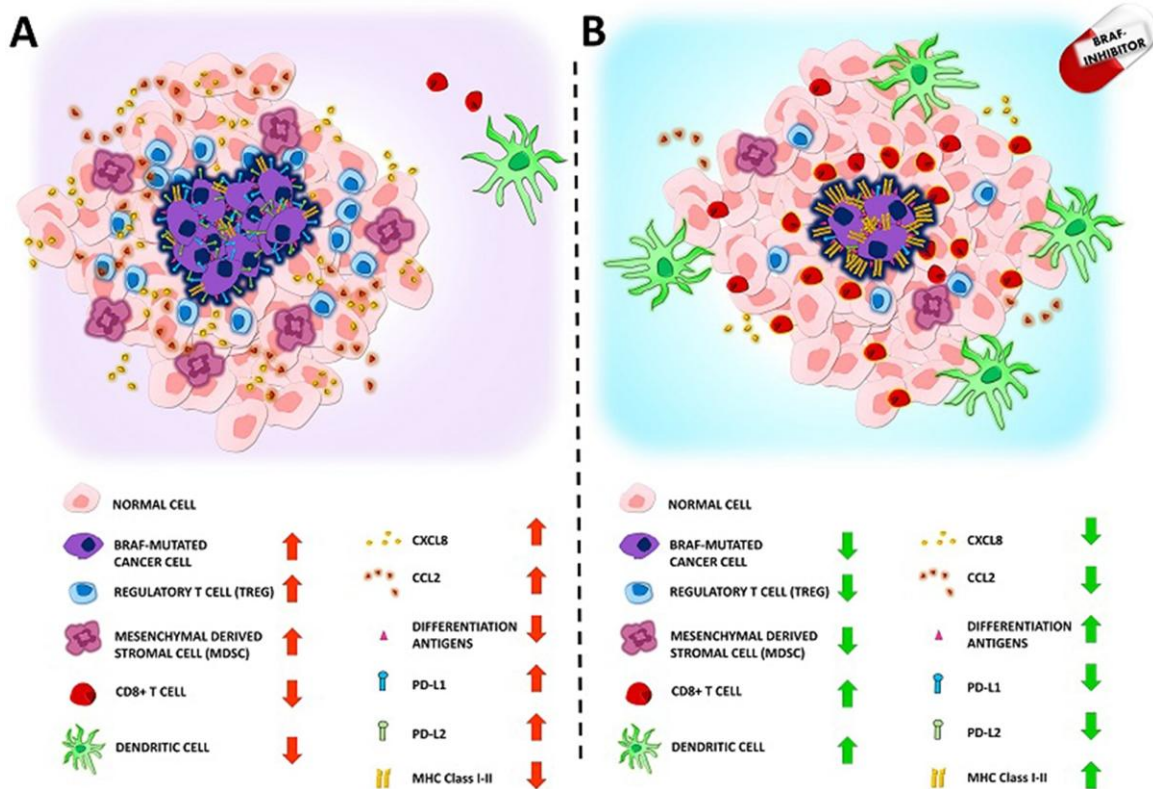 A
B
BRAF-
INHIBITOR
NORMAL CELL
BRAF-MUTATED
CANCER CELL
REGULATORY T CELL (TREG)
MESENCHYMAL DERIVED
STROMAL CELL (MDSC)
CD8+ T CELL
DENDRITIC CELL
CXCL8
CCL2
DIFFERENTIATION
ANTIGENS
PD-L1
PD-L2
MHC Class I-II
NORMAL CELL
BRAF-MUTATED
CANCER CELL
REGULATORY T CELL (TREG)
MESENCHYMAL DERIVED
STROMAL CELL (MDSC)
CD8+ T CELL
DENDRITIC CELL
CXCL8
CCL2
DIFFERENTIATION
ANTIGENS
PD-L1
PD-L2
MHC Class I-II